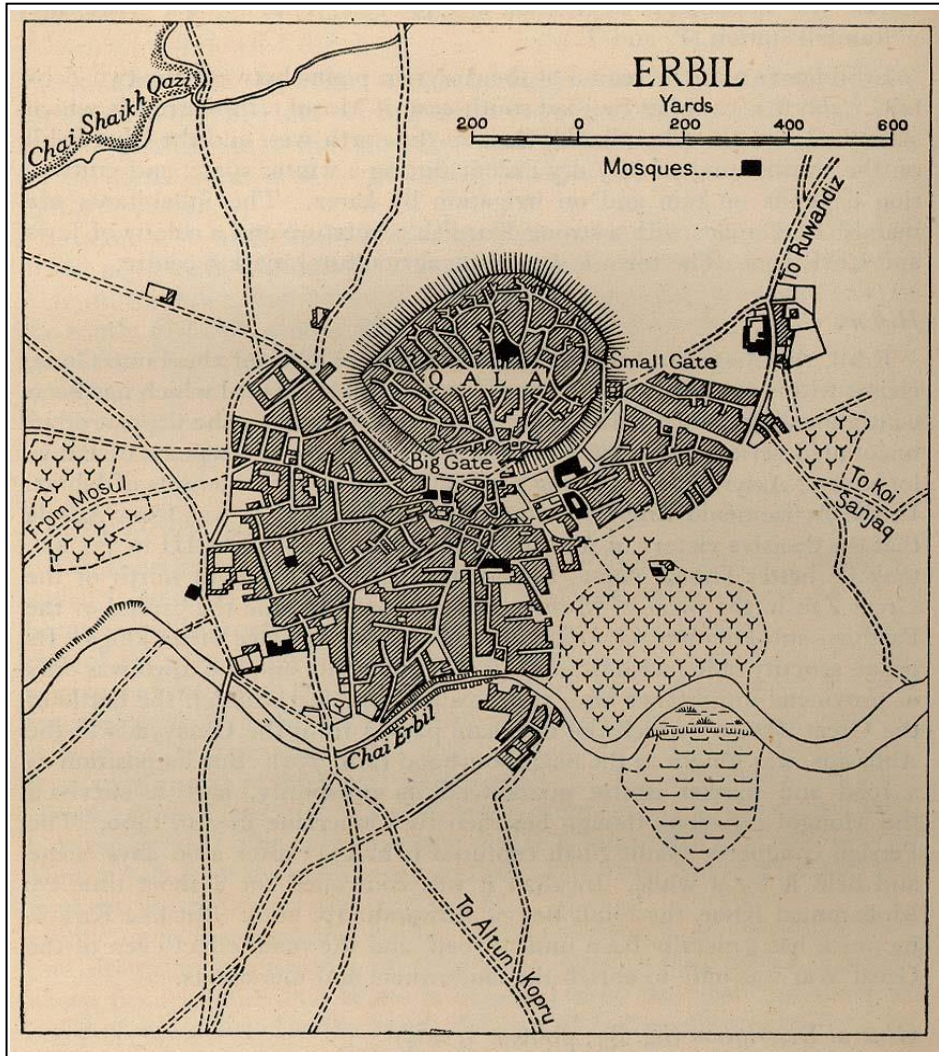 ERBIL
Yards
200 0 200 400 600
Mosques
Chai Shaikh Qazi
To Ruwandiz
Small Gate
QALA
Big Gate
From Mosul
To Koi
Sanjaq
Chai Erbil
To Altun Kopru